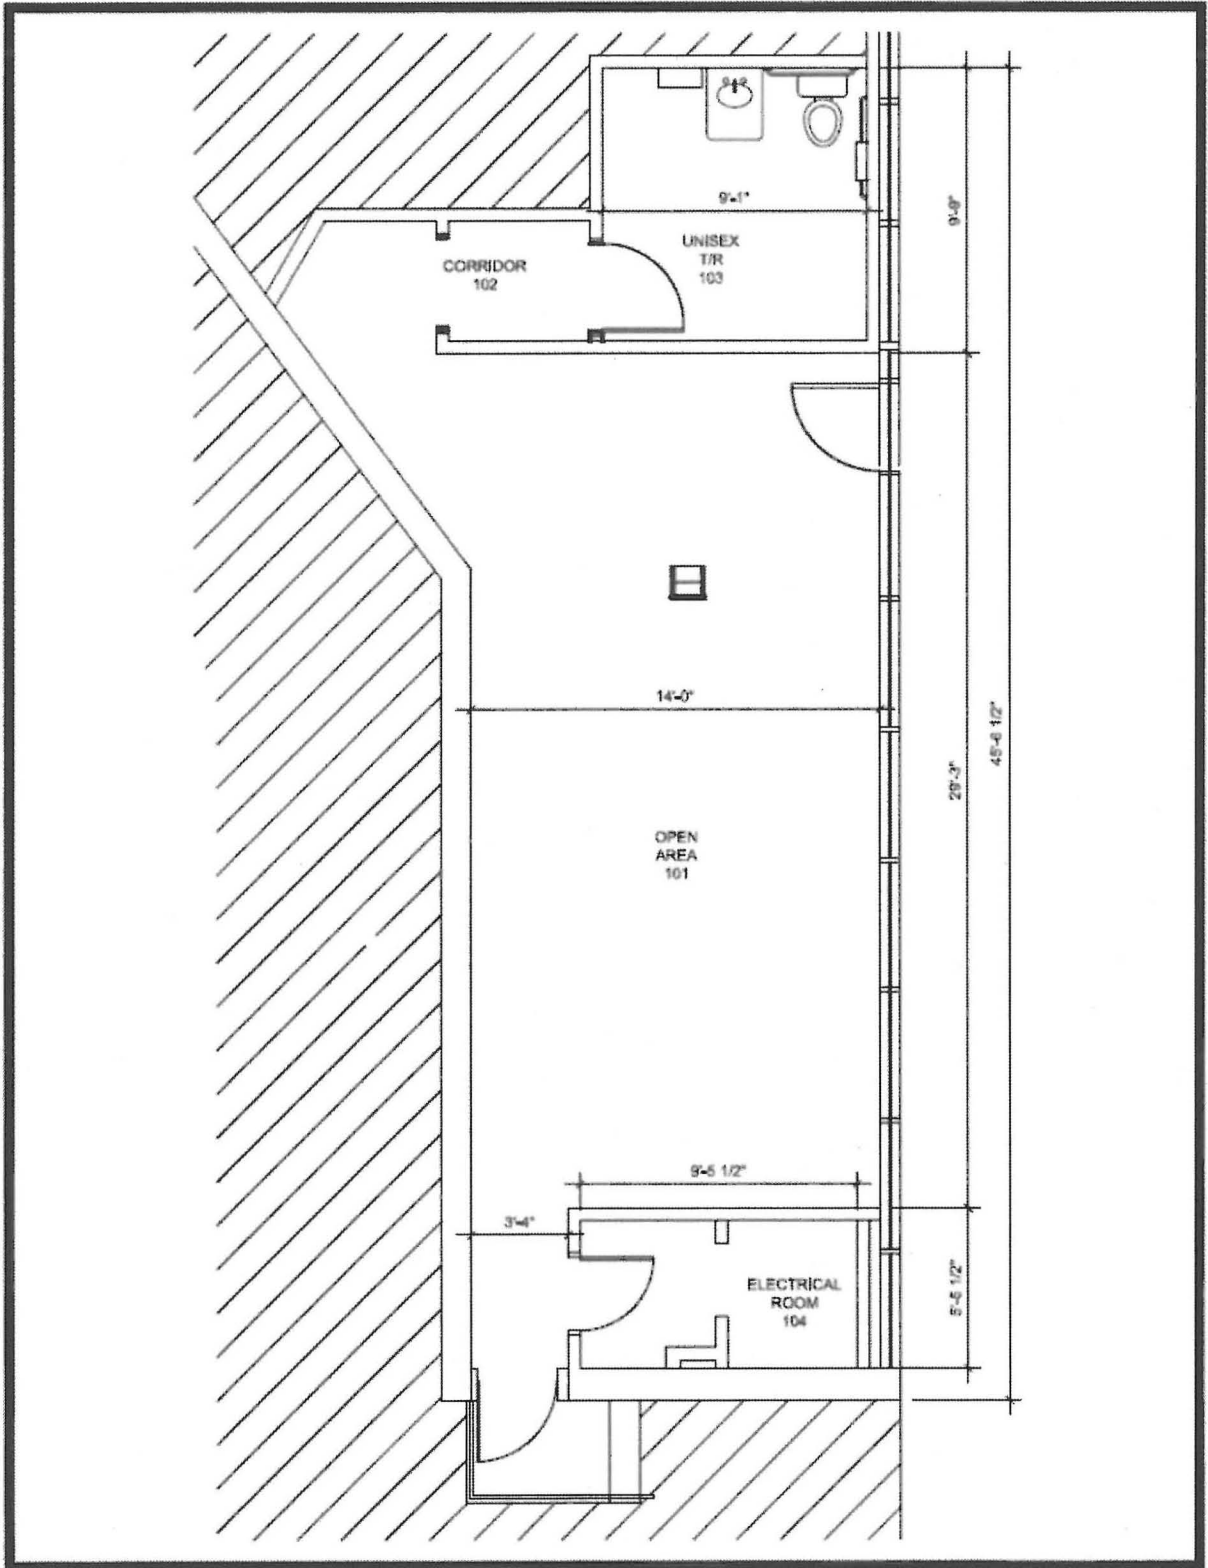 9'-1"
UNISEX
T/R
103
CORRIDOR
102
9'-9"
14'-0"
29'-3"
45'-6 1/2"
OPEN
AREA
101
9'-5 1/2"
3'-4"
ELECTRICAL
ROOM
104
5'-5 1/2"